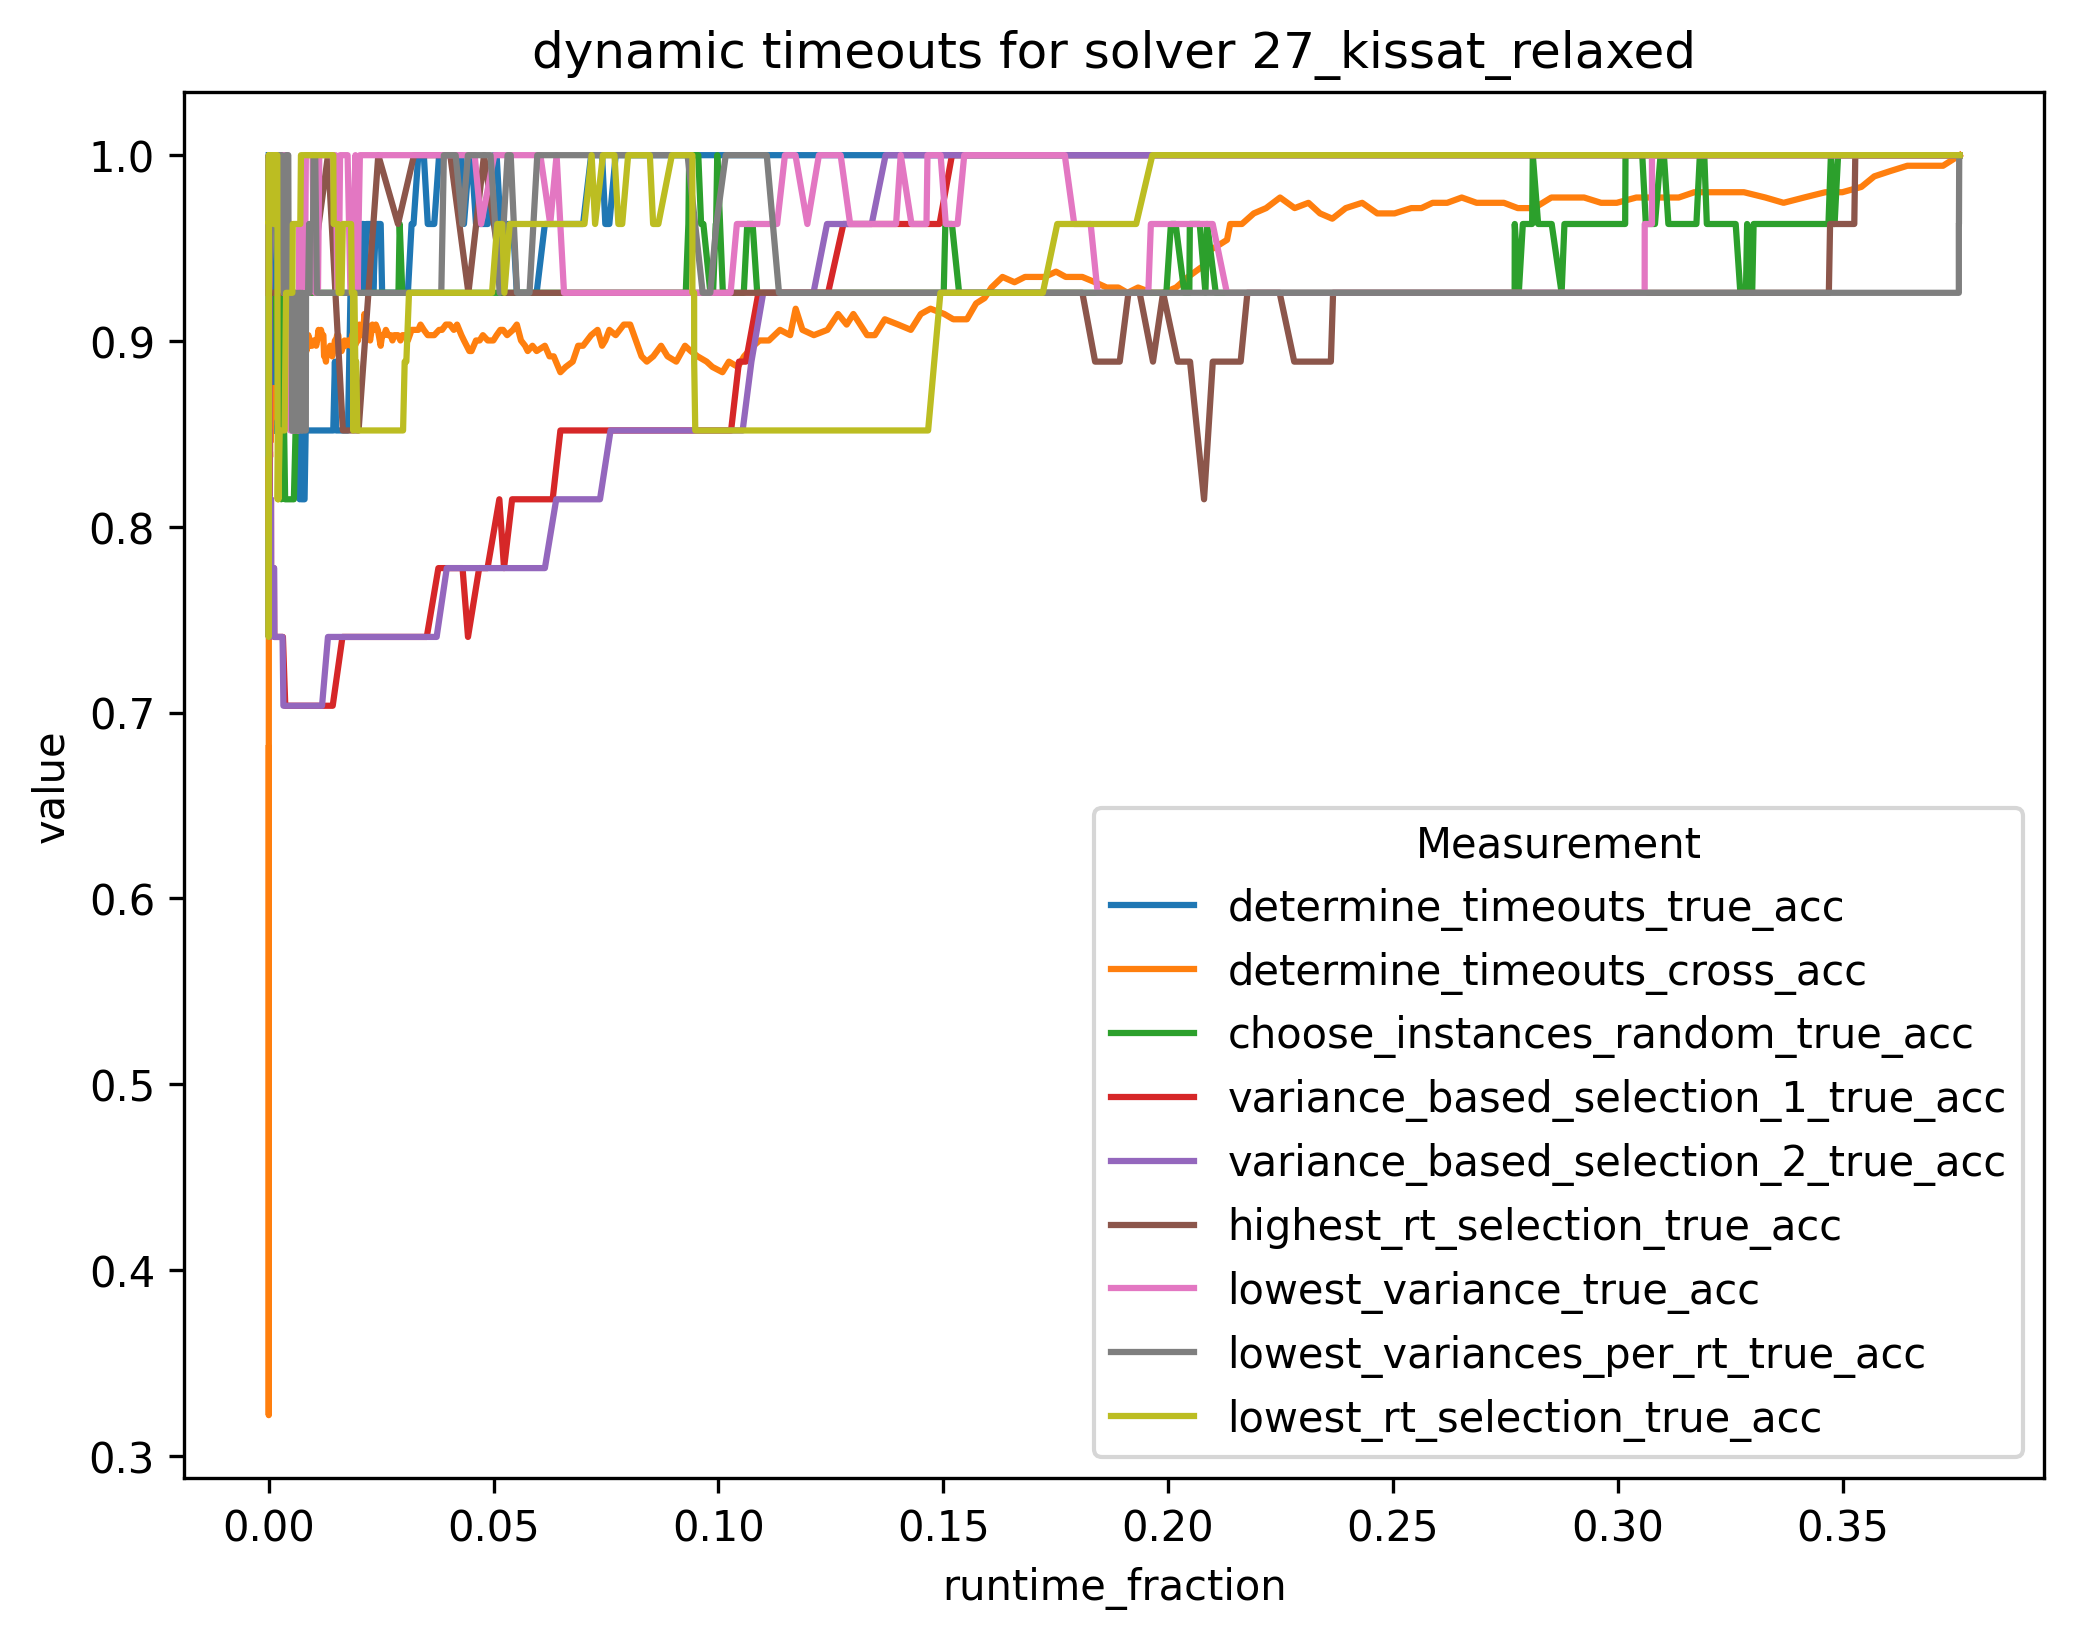 dynamic timeouts for solver 27_kissat_relaxed
1.0
0.9
0.8
0.7
0.6
0.5
0.4
0.3
value
Measurement
determine_timeouts_true_acc
determine_timeouts_cross_acc
choose_instances_random_true_acc
variance_based_selection_1_true_acc
variance_based_selection_2_true_acc
highest_rt_selection_true_acc
lowest_variance_true_acc
lowest_variances_per_rt_true_acc
lowest_rt_selection_true_acc
0.00 0.05 0.10 0.15 0.20 0.25 0.30 0.35
runtime_fraction